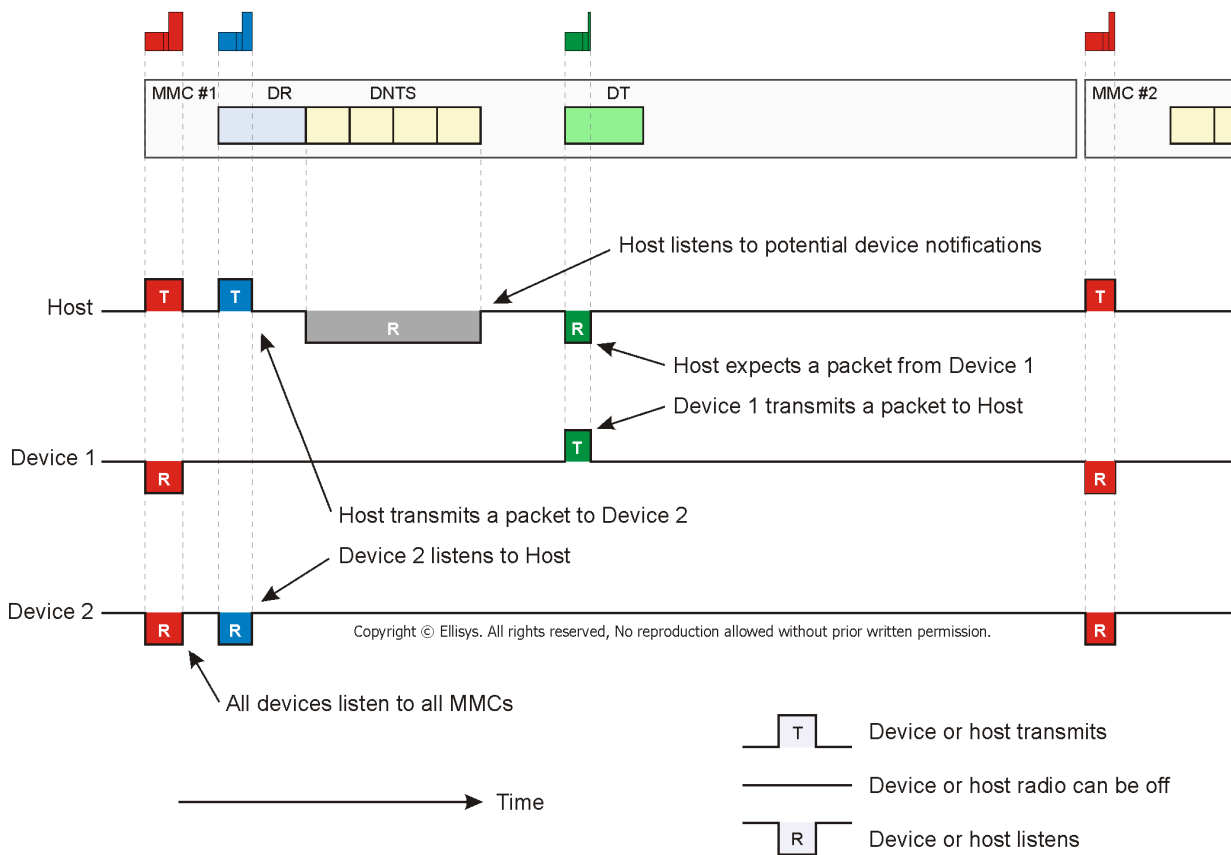 MMC #1
DR
DNTS
DT
MMC #2
Host listens to potential device notifications
T
T
T
Host
R
R
Host expects a packet from Device 1
Device 1 transmits a packet to Host
T
Device 1
R
R
Host transmits a packet to Device 2
Device 2 listens to Host
Device 2
R
R
R
Copyright © Ellisys. All rights reserved, No reproduction allowed without prior written permission.
All devices listen to all MMCs
T
Device or host transmits
Device or host radio can be off
Time
R
Device or host listens